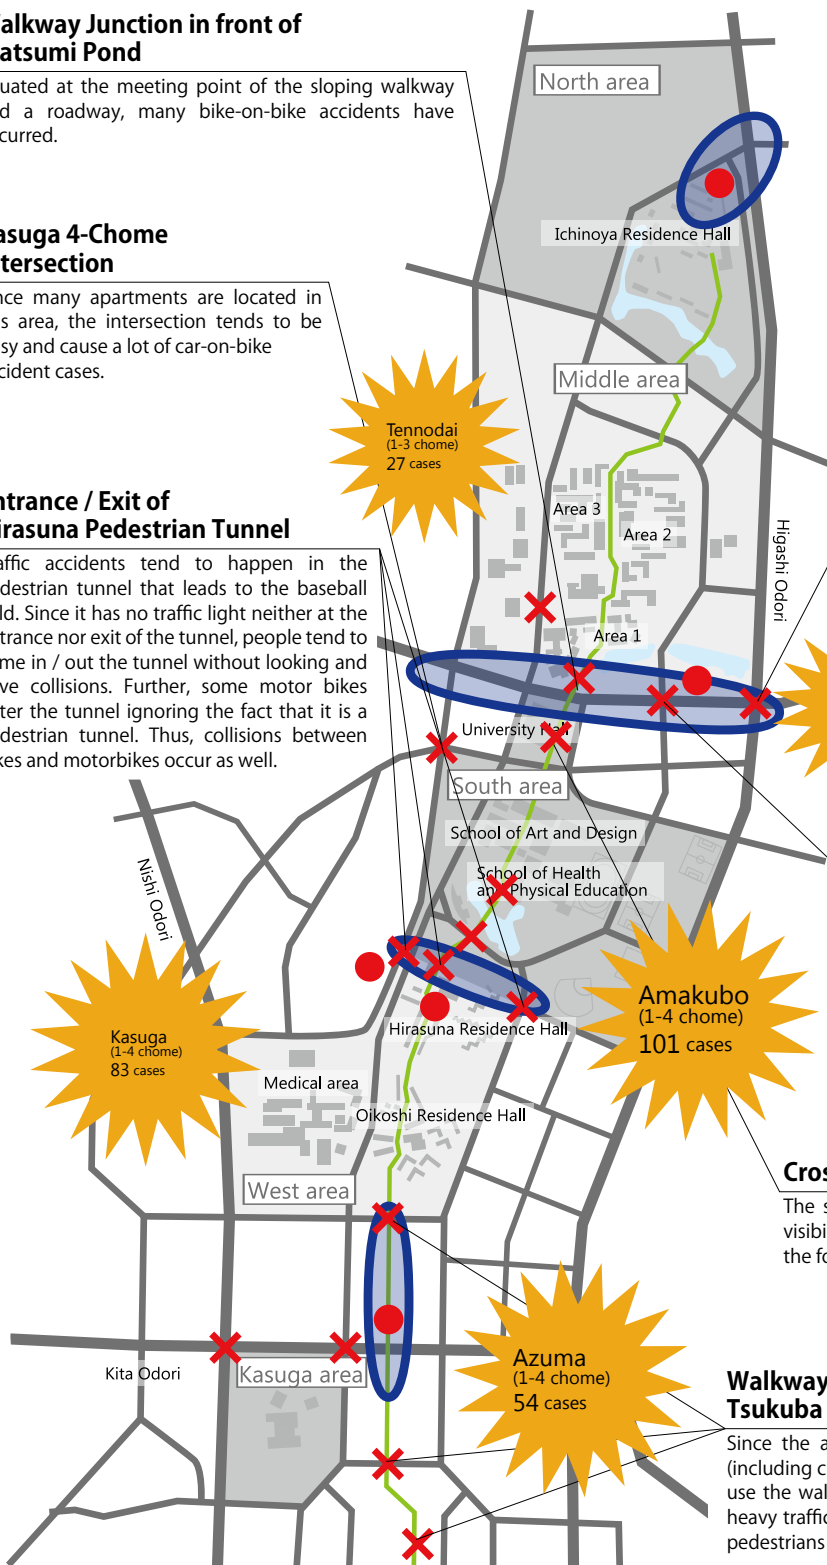 alkway Junction in front of
atsumi Pond
uated at the meeting point of the sloping walkway
d a roadway, many bike-on-bike accidents have
curred.
North area
Ichinoya Residence Hall
asuga 4-Chome
tersection
nce many apartments are located in
s area, the intersection tends to be
sy and cause a lot of car-on-bike
cident cases.
Middle area
Tennodai
(1-3 chome)
27 cases
ntrance / Exit of
irasuna Pedestrian Tunnel
affic accidents tend to happen in the
destrian tunnel that leads to the baseball
ld. Since it has no traffic light neither at the
trance nor exit of the tunnel, people tend to
me in / out the tunnel without looking and
ve collisions. Further, some motor bikes
ter the tunnel ignoring the fact that it is a
destrian tunnel. Thus, collisions between
kes and motorbikes occur as well.
Area 3
Area 2
Higashi Odori
Area 1
University Hall
South area
School of Art and Design
School of Health
and Physical Education
Nishi Odori
Amakubo
(1-4 chome)
101 cases
Kasuga
(1-4 chome)
83 cases
Hirasuna Residence Hall
Medical area
Oikoshi Residence Hall
West area
Cros
The s
visibi
the fo
Kita Odori
Kasuga area
Azuma
(1-4 chome)
54 cases
Walkway
Tsukuba
Since the a
(including c
use the wal
heavy traffic
pedestrians